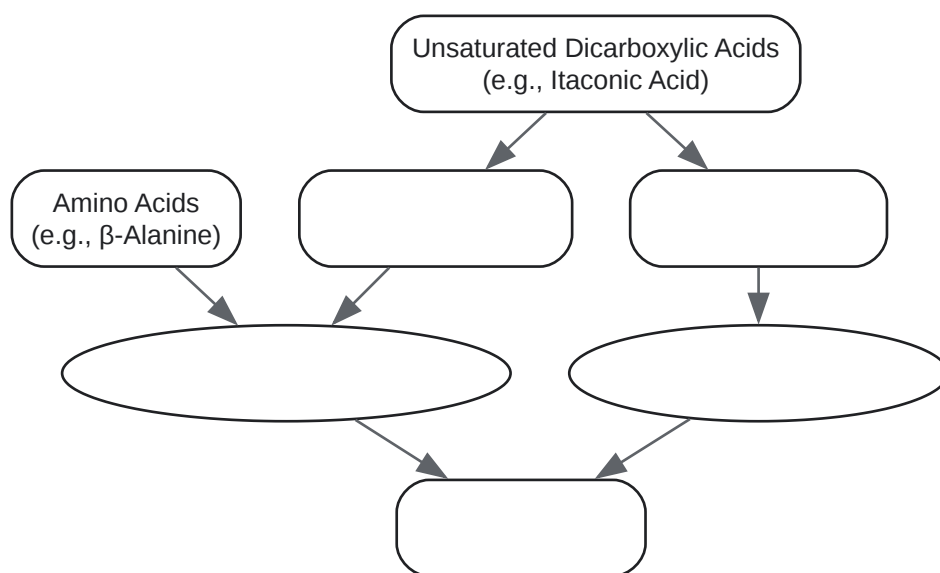 Unsaturated Dicarboxylic Acids
(e.g., Itaconic Acid)
Amino Acids
(e.g., β-Alanine)